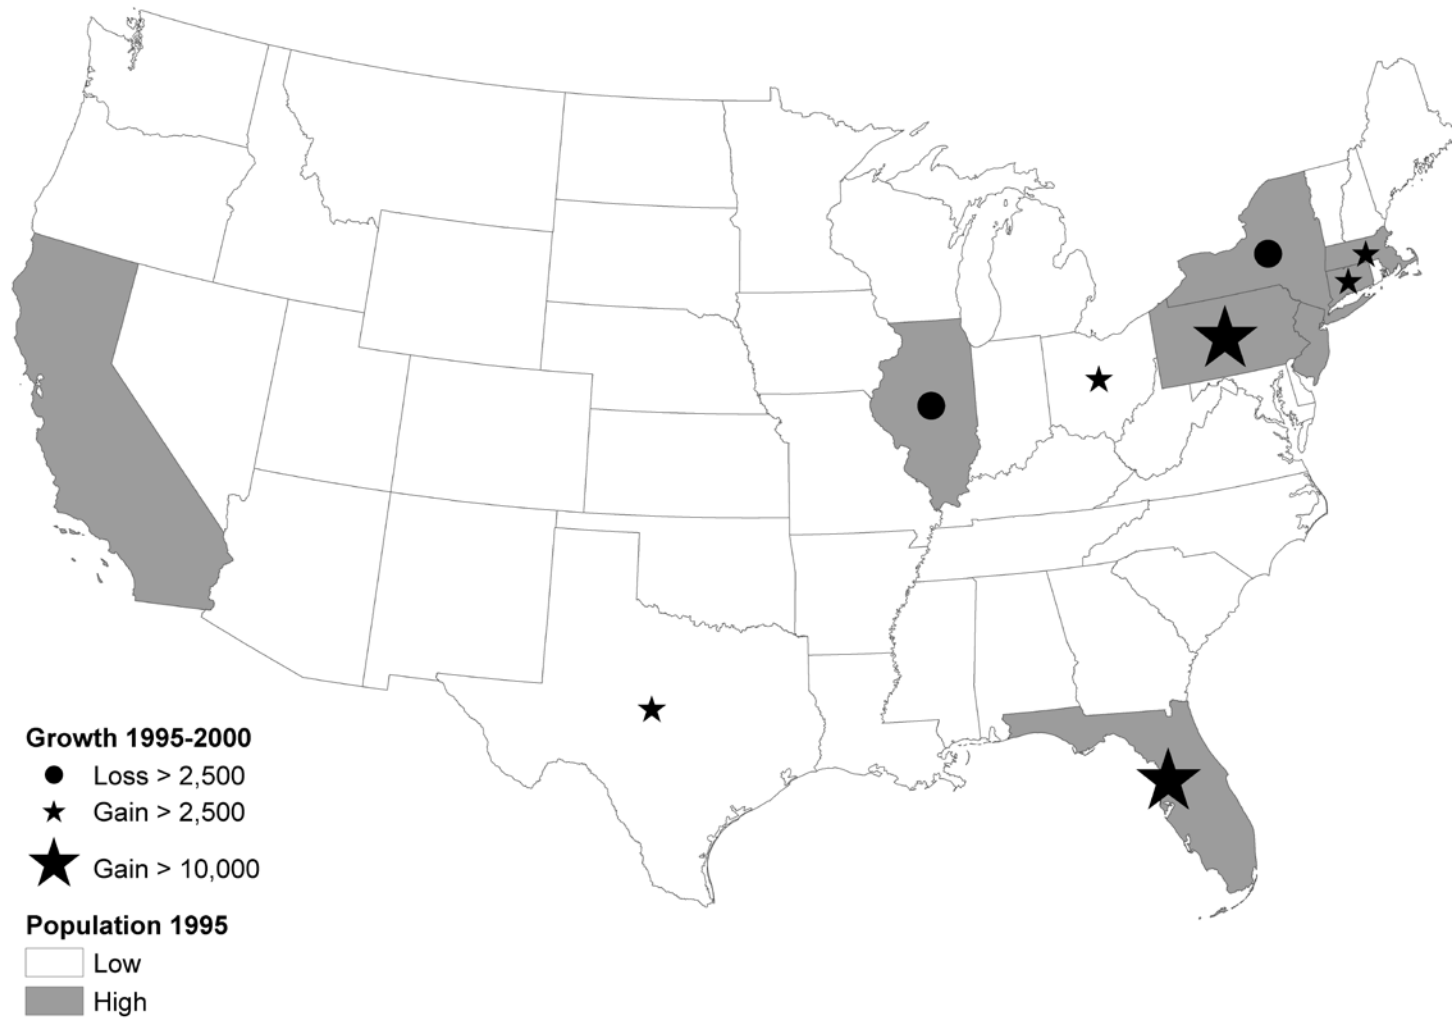 Growth 1995-2000
Loss > 2,500
Gain > 2,500
Gain > 10,000
Population 1995
Low
High